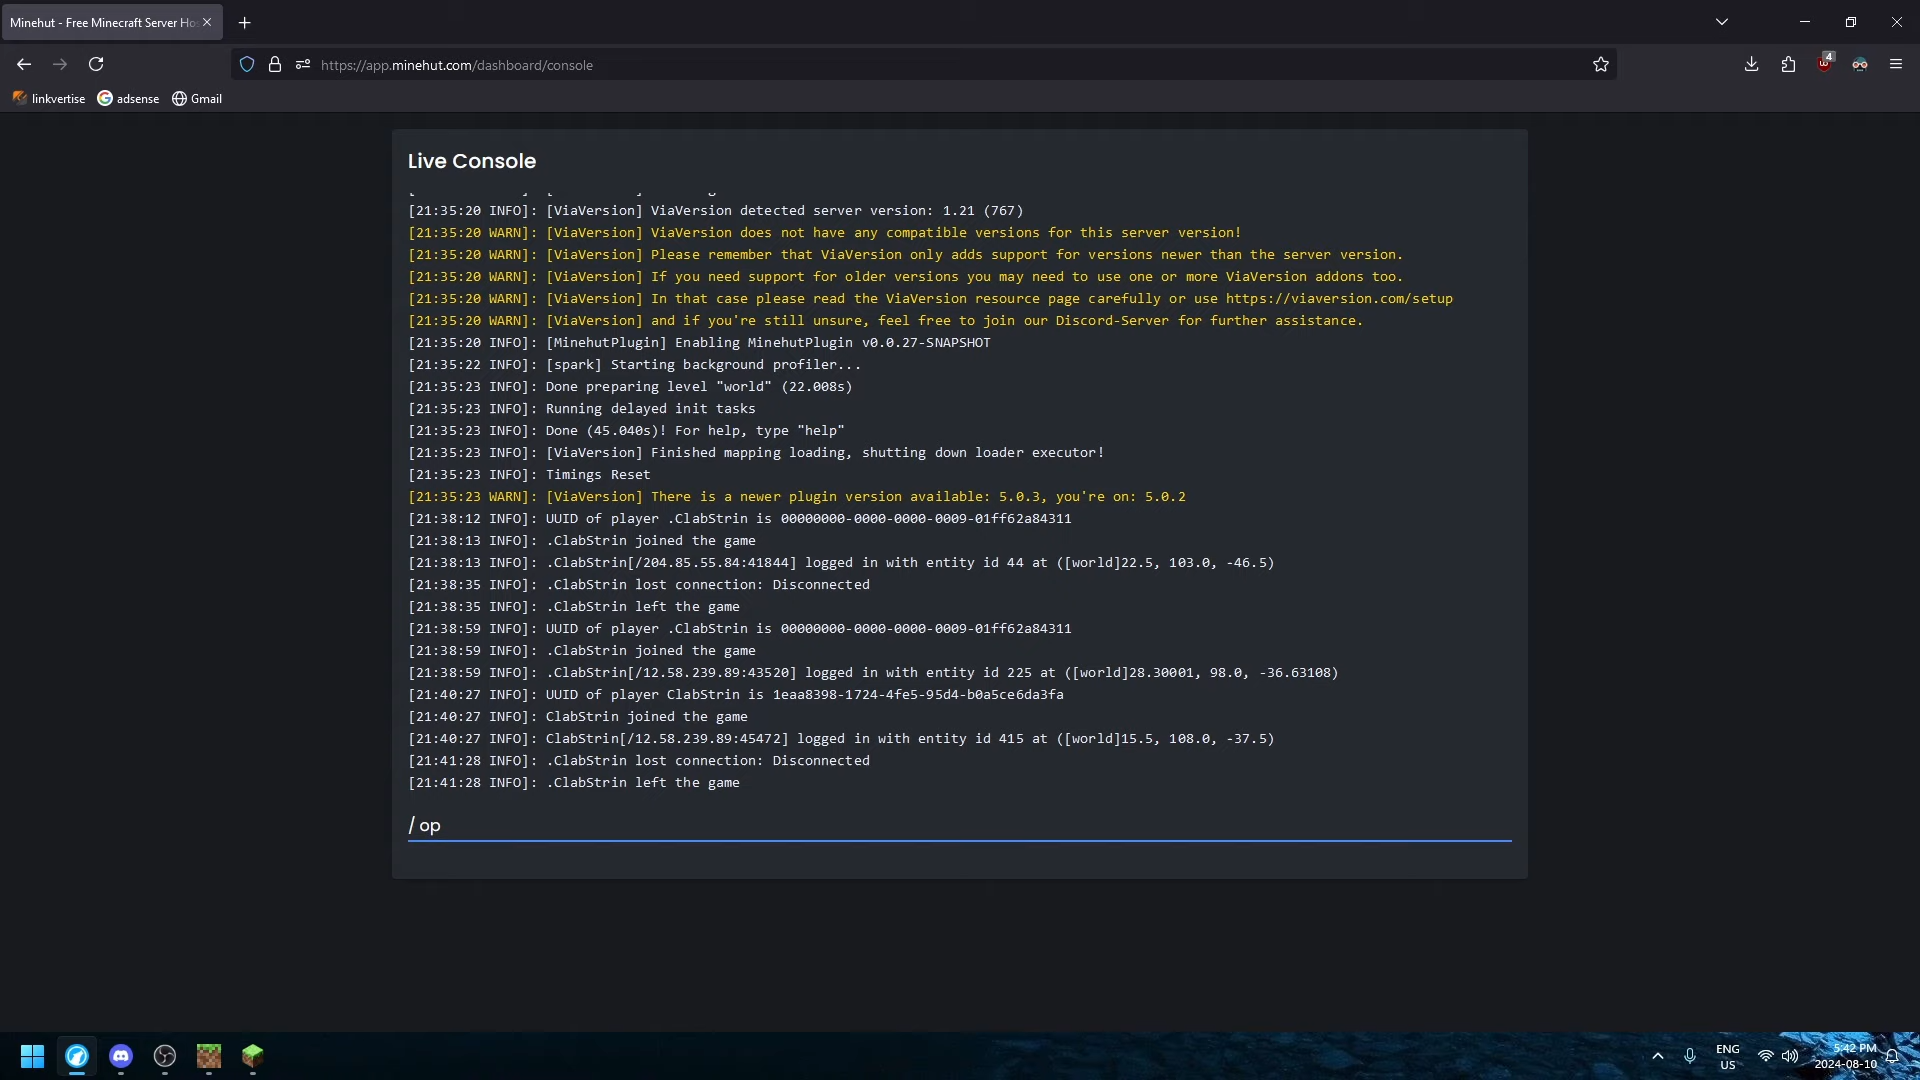 Minehut - Free Minecraft Server Ho
https://app.minehut.com/dashboard/console
4
linkvertise
adsense
Gmail
Live Console
[21:35:20 INFO]: [ViaVersion] ViaVersion detected server version: 1.21 (767)
[21:35:20 WARN]: [ViaVersion] ViaVersion does not have any compatible versions for this server version!
[21:35:20 WARN]: [ViaVersion] Please remember that ViaVersion only adds support for versions newer than the server version.
[21:35:20 WARN]: [ViaVersion] If you need support for older versions you may need to use one or more ViaVersion addons too.
[21:35:20 WARN]: [ViaVersion] In that case please read the ViaVersion resource page carefully or use https://viaversion.com/setup
[21:35:20 WARN]: [ViaVersion] and if you're still unsure, feel free to join our Discord-Server for further assistance.
[21:35:20 INFO]: [MinehutPlugin] Enabling MinehutPlugin v0.0.27-SNAPSHOT
[21:35:22 INFO]: [spark] Starting background profiler...
[21:35:23 INFO]: Done preparing level "world" (22.008s)
[21:35:23 INFO]: Running delayed init tasks
[21:35:23 INFO]: Done (45.040s)! For help, type "help"
[21:35:23 INFO]: [ViaVersion] Finished mapping loading, shutting down loader executor!
[21:35:23 INFO]: Timings Reset
[21:35:23 WARN]: [ViaVersion] There is a newer plugin version available: 5.0.3, you're on: 5.0.2
[21:38:12 INFO]: UUID of player .ClabStrin is 00000000-0000-0000-0009-01ff62a84311
[21:38:13 INFO]: .ClabStrin joined the game
[21:38:13 INFO]: .ClabStrin[/204.85.55.84:41844] logged in with entity id 44 at ([world]22.5, 103.0, -46.5)
[21:38:35 INFO]: .ClabStrin lost connection: Disconnected
[21:38:35 INFO]: .ClabStrin left the game
[21:38:59 INFO]: UUID of player .ClabStrin is 00000000-0000-0000-0009-01ff62a84311
[21:38:59 INFO]: .ClabStrin joined the game
[21:38:59 INFO]: .ClabStrin[/12.58.239.89:43520] logged in with entity id 225 at ([world]28.30001, 98.0, -36.63108)
[21:40:27 INFO]: UUID of player ClabStrin is 1eaa8398-1724-4fe5-95d4-b0a5ce6da3fa
[21:40:27 INFO]: ClabStrin joined the game
[21:40:27 INFO]: ClabStrin[/12.58.239.89:45472] logged in with entity id 415 at ([world]15.5, 108.0, -37.5)
[21:41:28 INFO]: .ClabStrin lost connection: Disconnected
[21:41:28 INFO]: .ClabStrin left the game
/ op
ENG
US
5:42 PM
2024-08-10